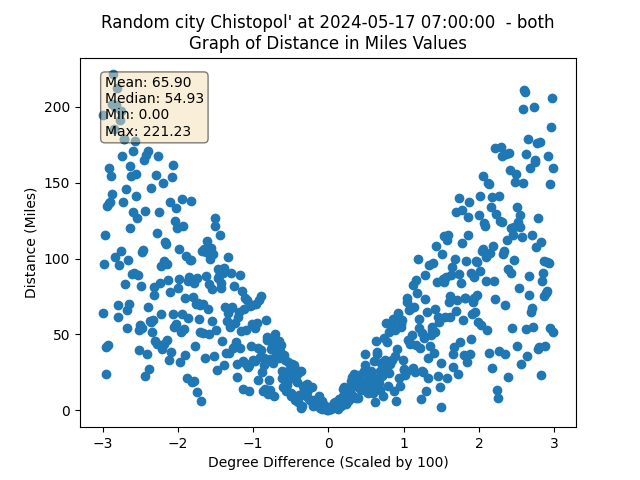 Random city Chistopol' at 2024-05-17 07:00:00  - both
Graph of Distance in Miles Values
Mean: 65.90
Median: 54.93
Min: 0.00
Max: 221.23
Distance (Miles)
200
150
100
50
0
−3 −2 −1 0 1 2 3
Degree Difference (Scaled by 100)